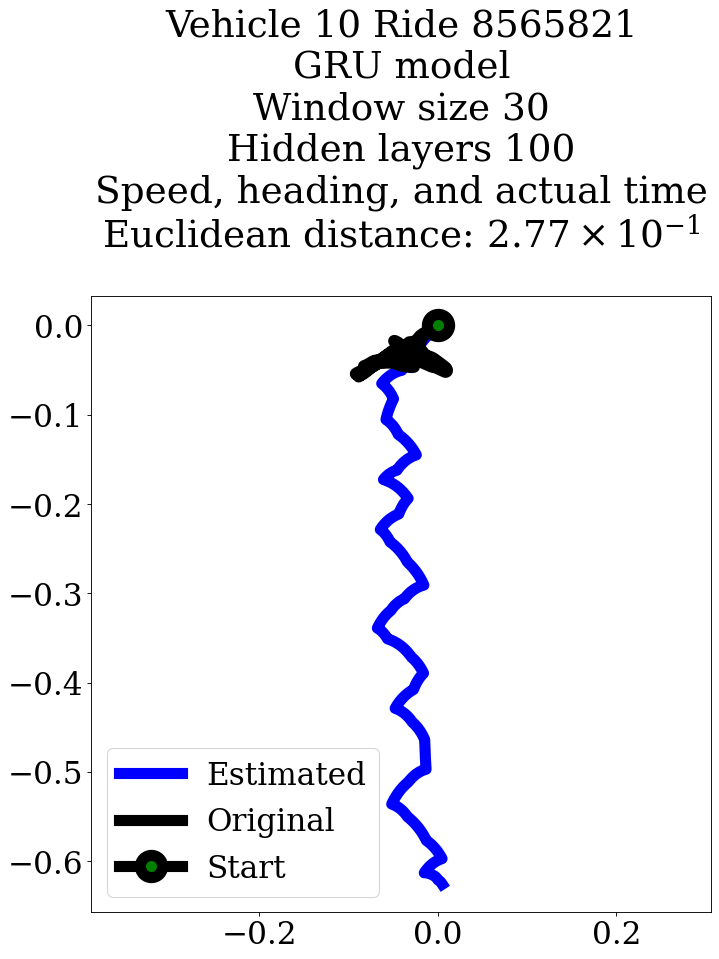 Vehicle 10 Ride 8565821
GRU model
Window size 30
Hidden layers 100
Speed, heading, and actual time
Euclidean distance: 2.77 × 10⁻¹
0.0
−0.1
−0.2
−0.3
−0.4
−0.5
−0.6
Estimated
Original
Start
−0.2 0.0 0.2